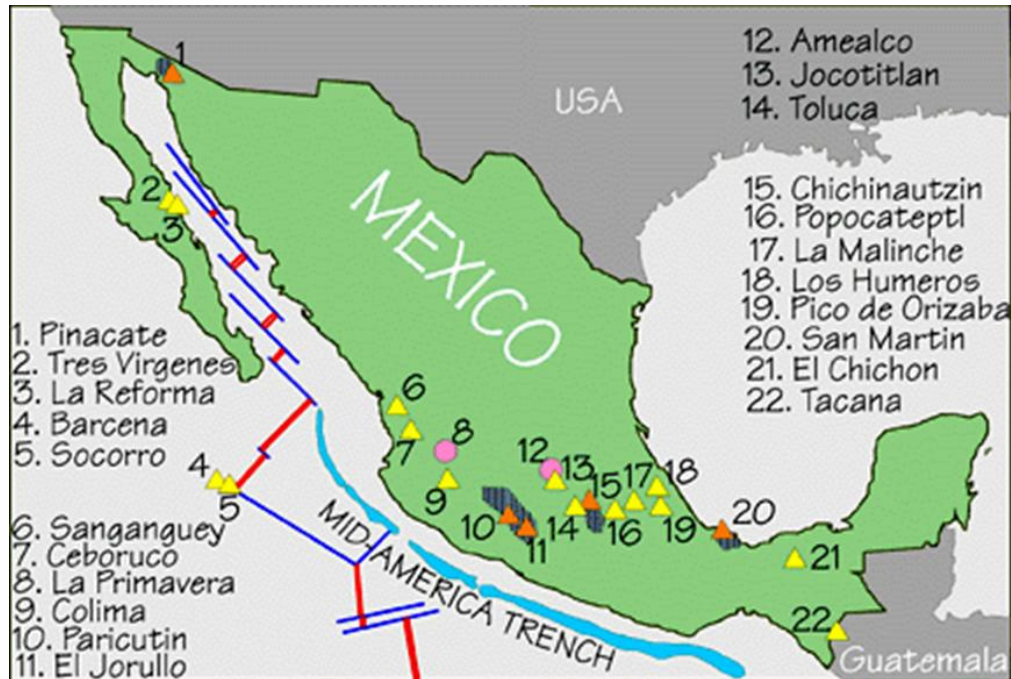 1
USA
12. Amealco
13. Jocotitlan
14. Toluca
MEXICO
2
3
15. Chichinautzin
16. Popocateptl
17. La Malinche
18. Los Humeros
19. Pico de Orizaba
20. San Martin
21. El Chichon
22. Tacana
1. Pinacate
2. Tres Virgenes
3. La Reforma
4. Barcena
5. Socorro
6
7
8
9
12
13
15
17
18
10
11
14
16
19
20
21
22
4
5
MID-AMERICA TRENCH
6. Sanganguey
7. Ceboruco
8. La Primavera
9. Colima
10. Paricutin
11. El Jorullo
Guatemala